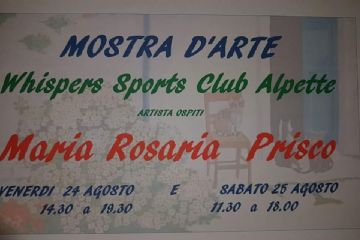 MOSTRA D'ARTE
Whispers Sports Club Alpette
ARTISTA OSPITI
Maria Rosaria Prisco
VENERDI 24 AGOSTO E SABATO 25 AGOSTO
14.30 a 19.30 11.30 a 18.00